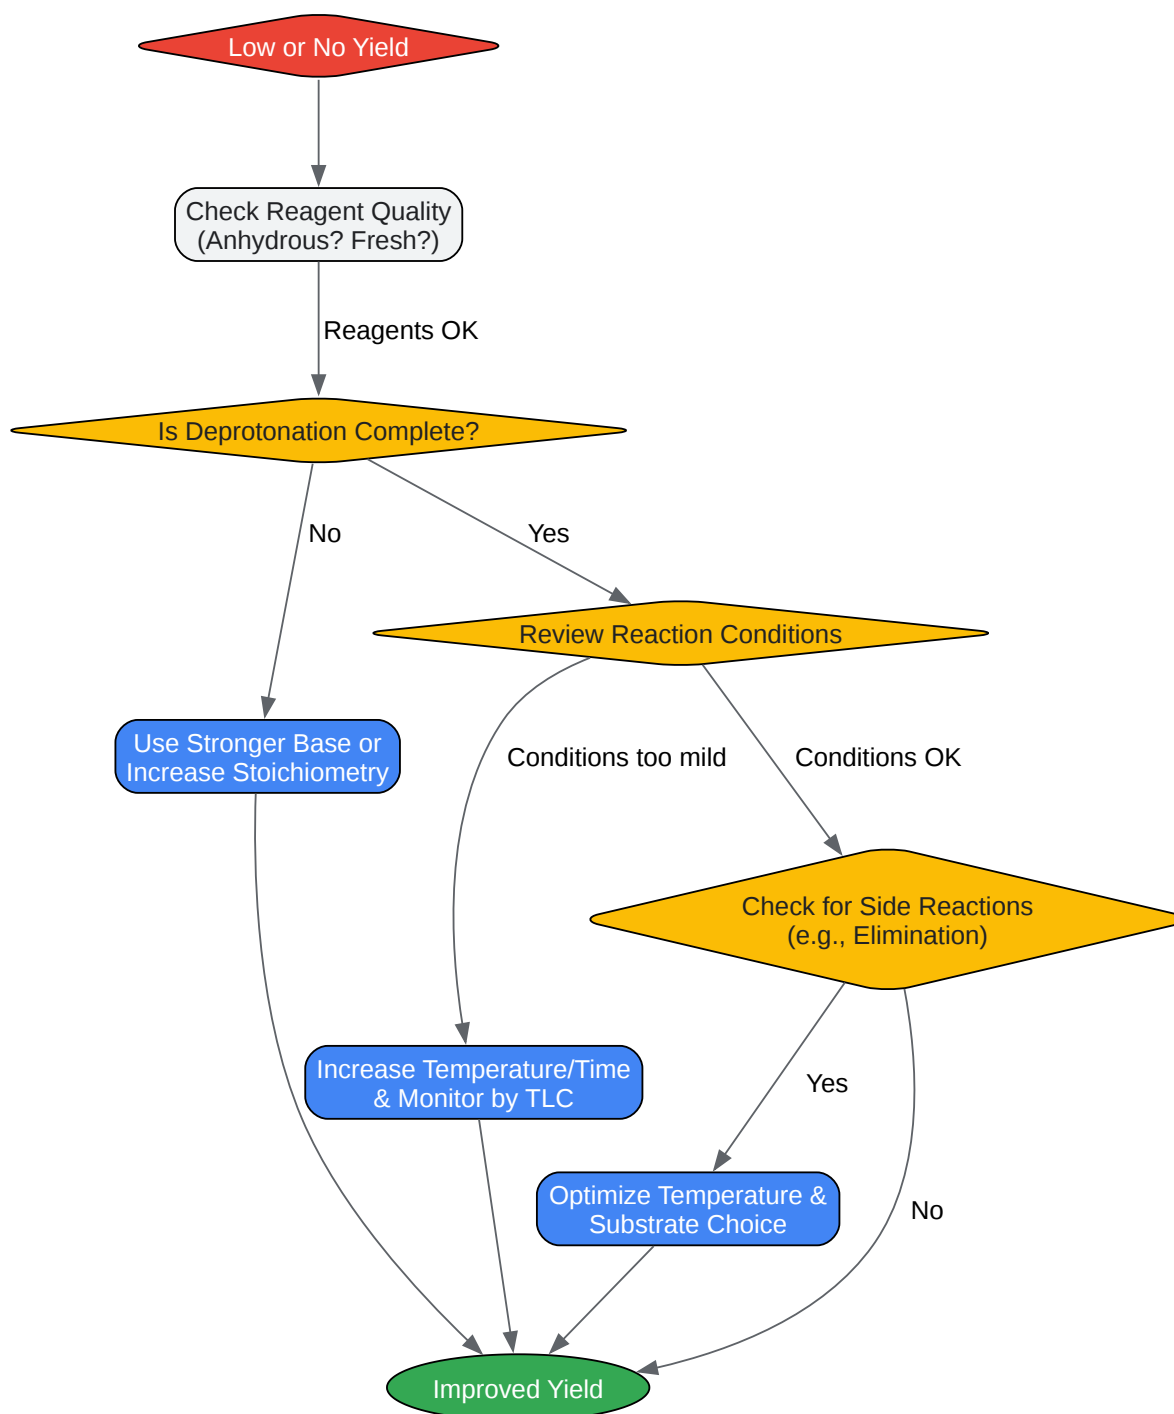 Low or No Yield
Check Reagent Quality
(Anhydrous? Fresh?)
Reagents OK
Is Deprotonation Complete?
No
Yes
Review Reaction Conditions
Use Stronger Base or
Increase Stoichiometry
Conditions too mild
Conditions OK
Check for Side Reactions
(e.g., Elimination)
Increase Temperature/Time
& Monitor by TLC
Yes
Optimize Temperature &
Substrate Choice
No
Improved Yield